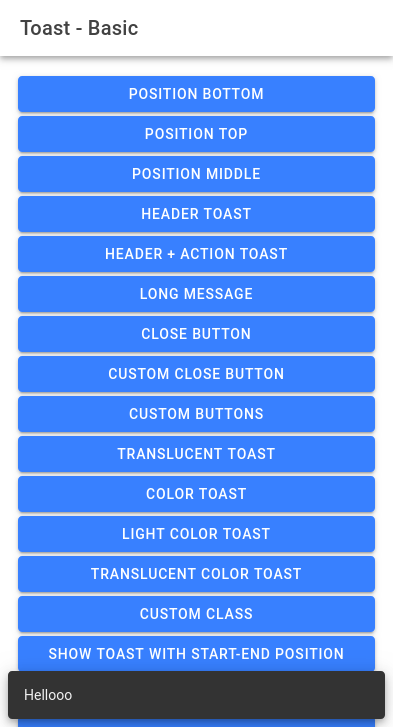 Toast - Basic
POSITION BOTTOM
POSITION TOP
POSITION MIDDLE
HEADER TOAST
HEADER + ACTION TOAST
LONG MESSAGE
CLOSE BUTTON
CUSTOM CLOSE BUTTON
CUSTOM BUTTONS
TRANSLUCENT TOAST
COLOR TOAST
LIGHT COLOR TOAST
TRANSLUCENT COLOR TOAST
CUSTOM CLASS
SHOW TOAST WITH START-END POSITION
Hellooo